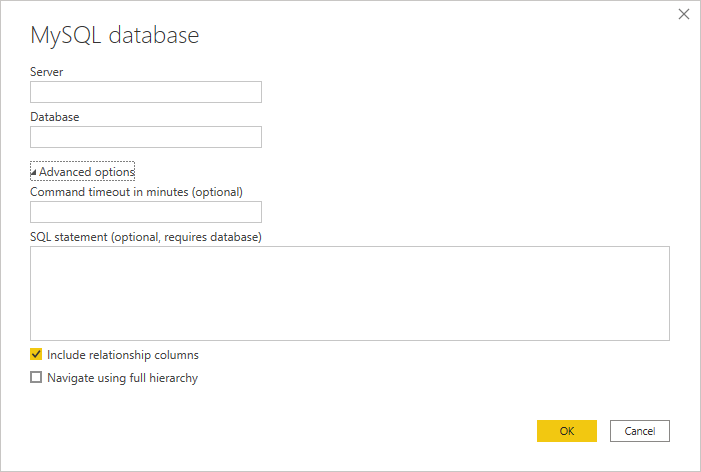 MySQL database
Server
Database
Advanced options
Command timeout in minutes (optional)
SQL statement (optional, requires database)
Include relationship columns
Navigate using full hierarchy
OK
Cancel